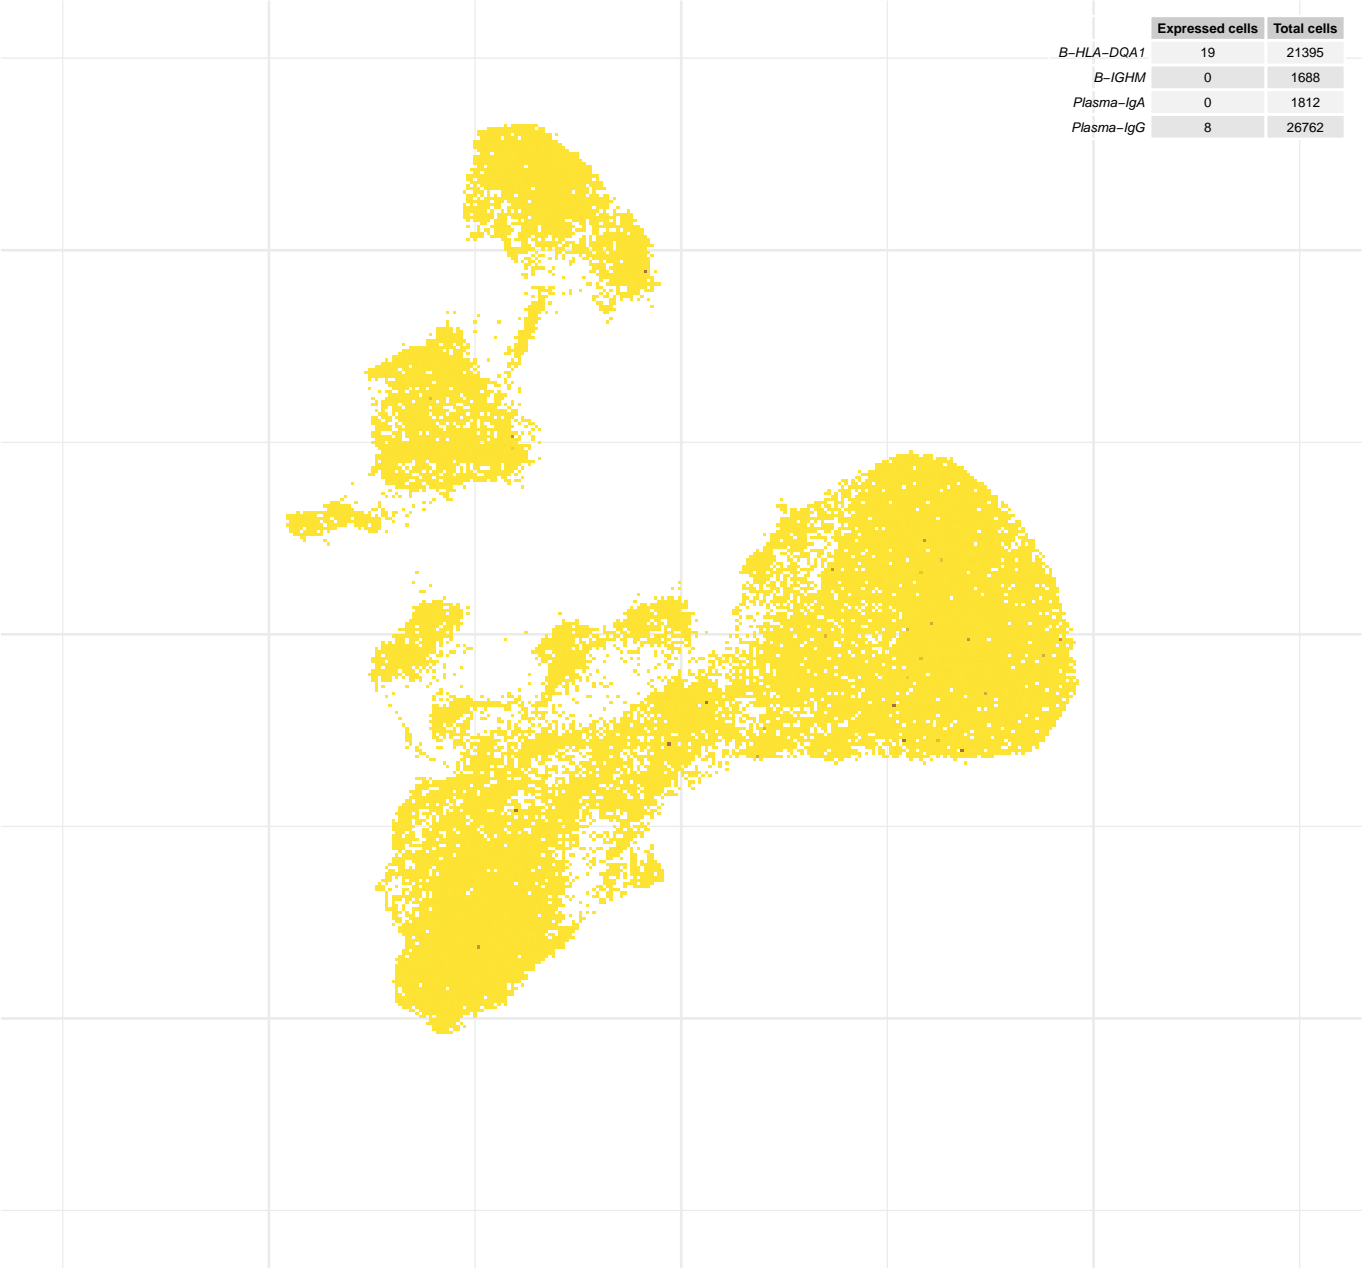 Expressed cells Total cells
B−HLA−DQA1 19 21395
B−IGHM 0 1688
Plasma−IgA 0 1812
Plasma−IgG 8 26762